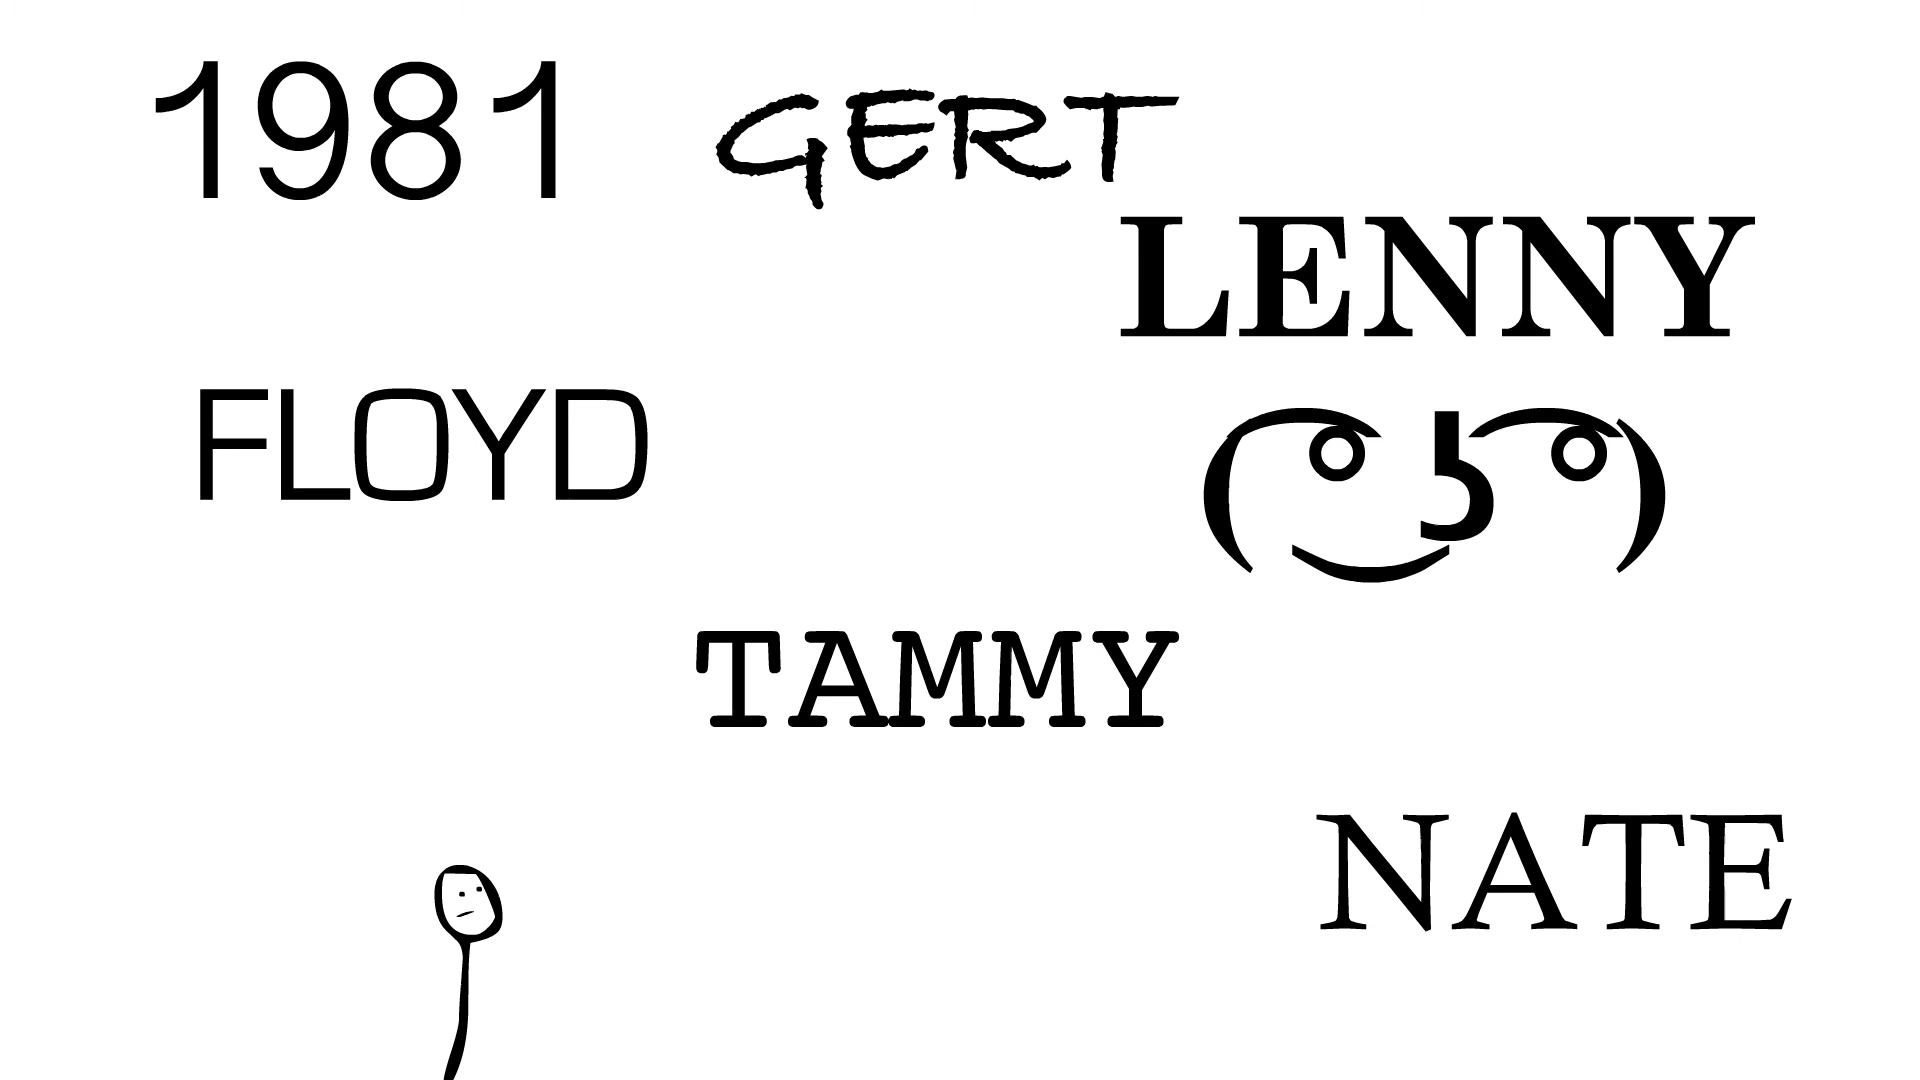 1981
GERT
LENNY
FLOYD
( ͡° ͜ʖ ͡°)
TAMMY
NATE